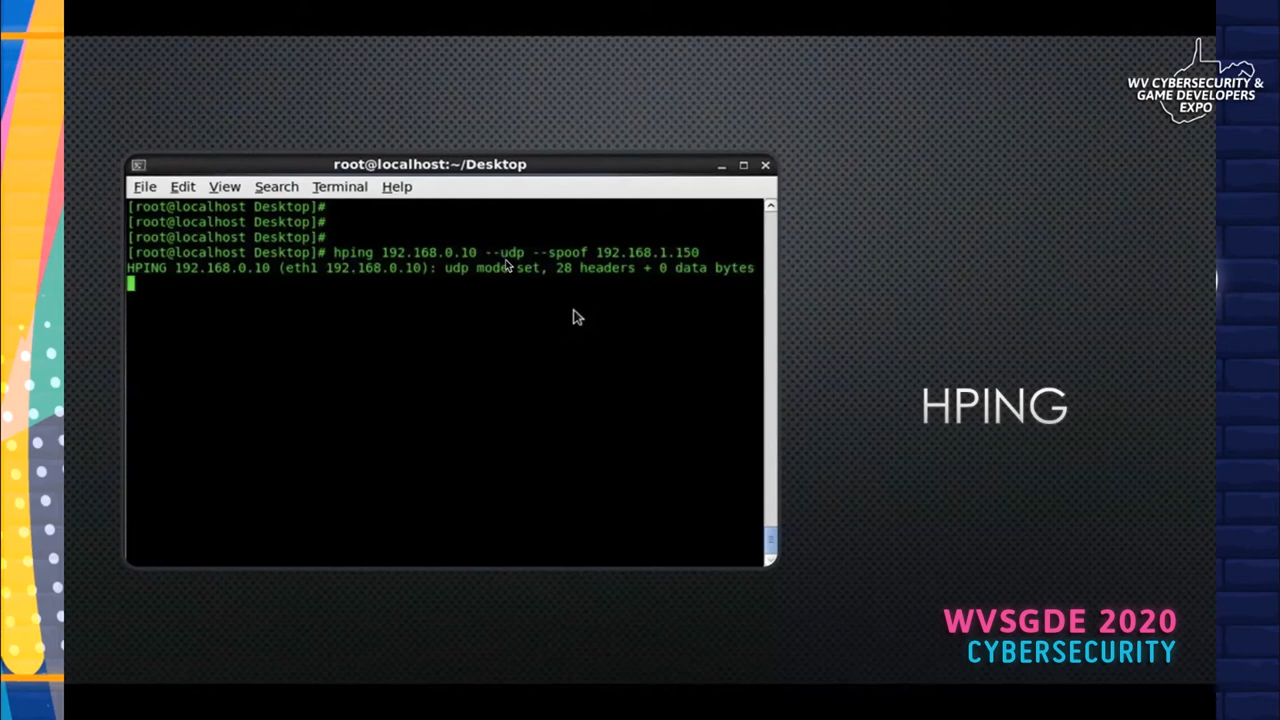 WV CYBERSECURITY &
GAME DEVELOPERS
EXPO
root@localhost:~/Desktop
File Edit View Search Terminal Help
[root@localhost Desktop]#
[root@localhost Desktop]#
[root@localhost Desktop]#
[root@localhost Desktop]# hping 192.168.0.10 --udp --spoof 192.168.1.150
HPING 192.168.0.10 (eth1 192.168.0.10): udp mode set, 28 headers + 0 data bytes
HPING
WVSGDE 2020
CYBERSECURITY